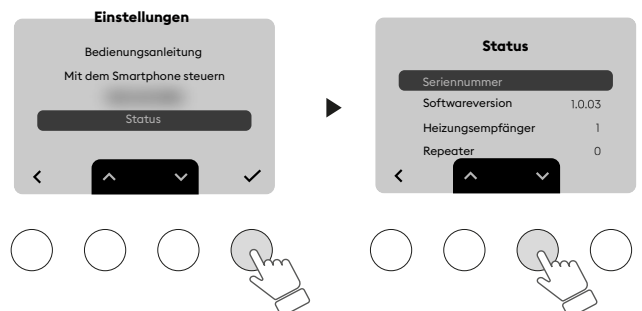 Einstellungen
Bedienungsanleitung
Mit dem Smartphone steuern
Status
Status
Seriennummer
Softwareversion 1.0.03
Heizungsempfänger 1
Repeater 0